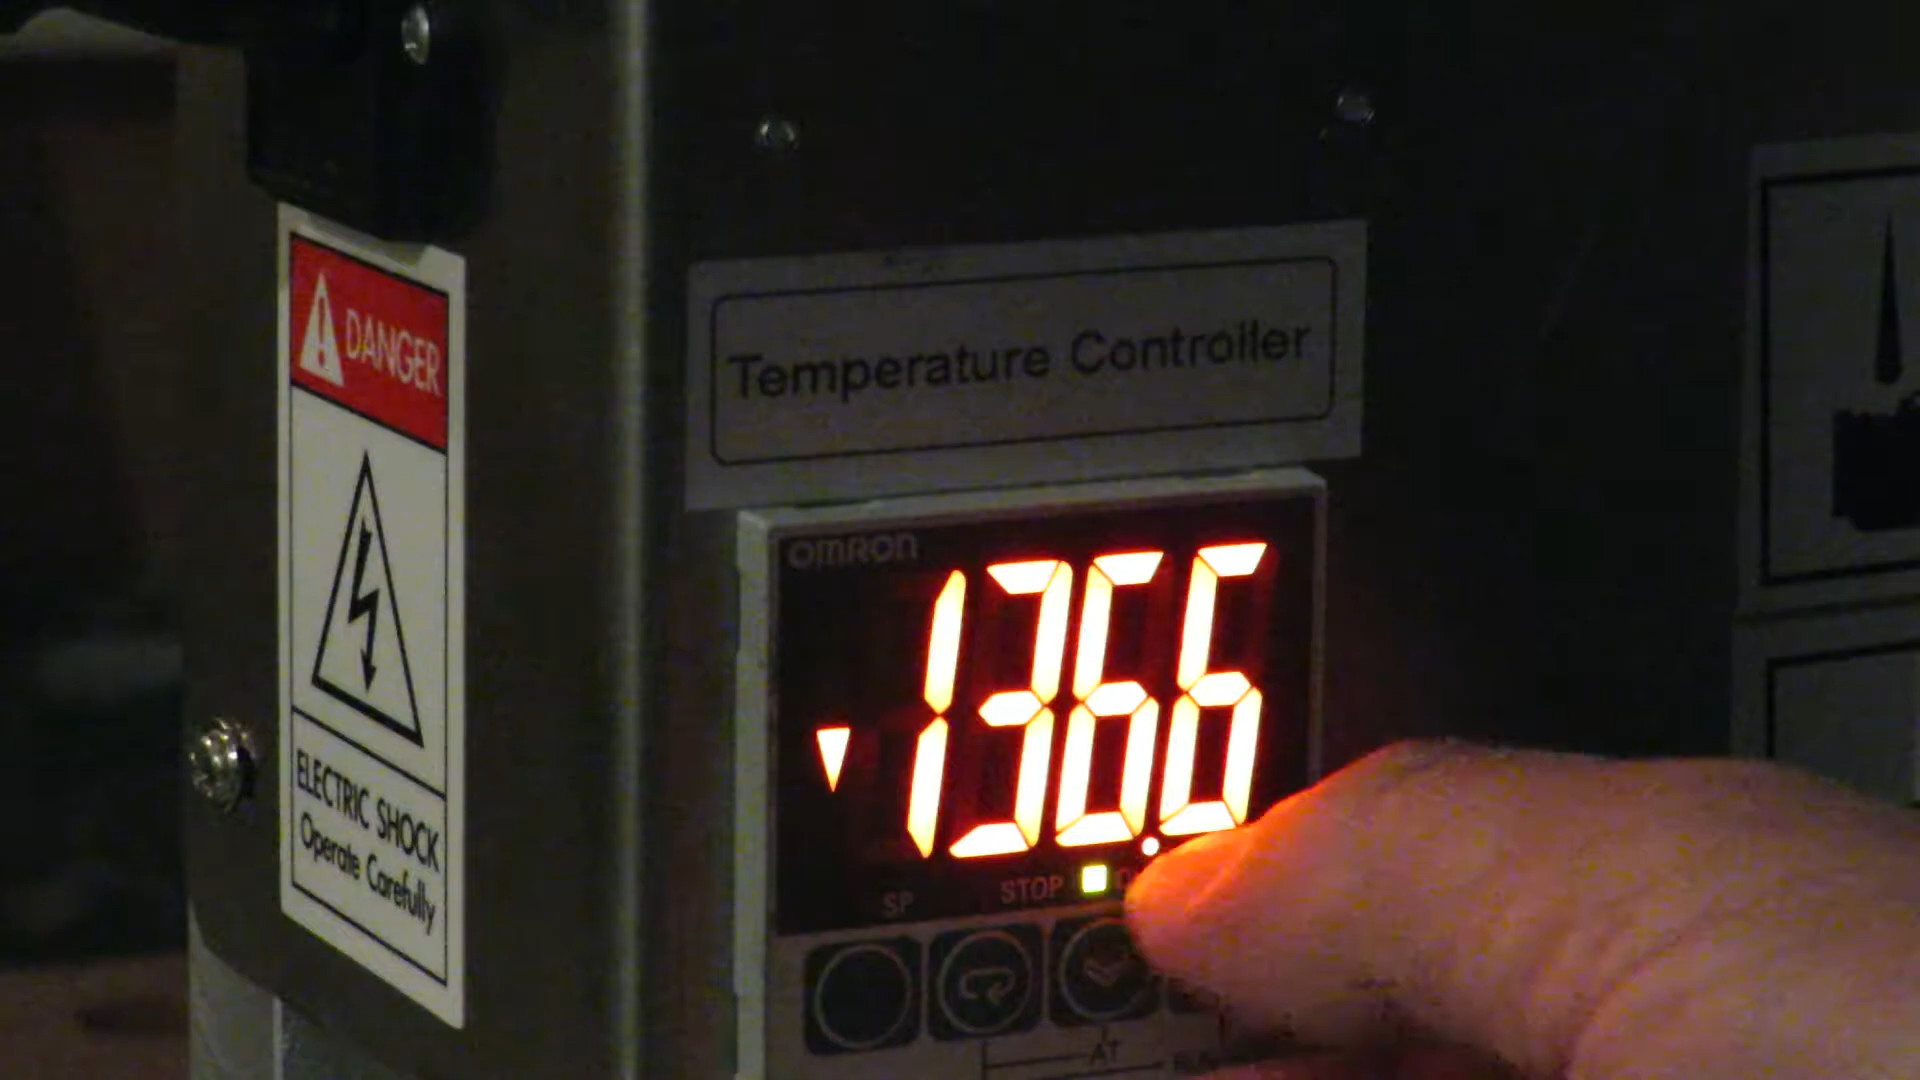 DANGER
ELECTRIC SHOCK
Operate Carefully
Temperature Controller
OMRON
136.6
SP
STOP
AT